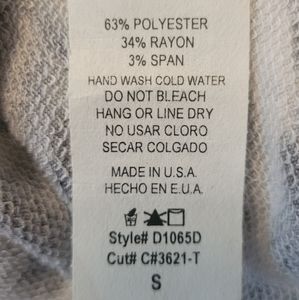 63% POLYESTER
34% RAYON
3% SPAN
HAND WASH COLD WATER
DO NOT BLEACH
HANG OR LINE DRY
NO USAR CLORO
SECAR COLGADO
MADE IN U.S.A.
HECHO EN E.U.A.
Style# D1065D
Cut# C#3621-T
S